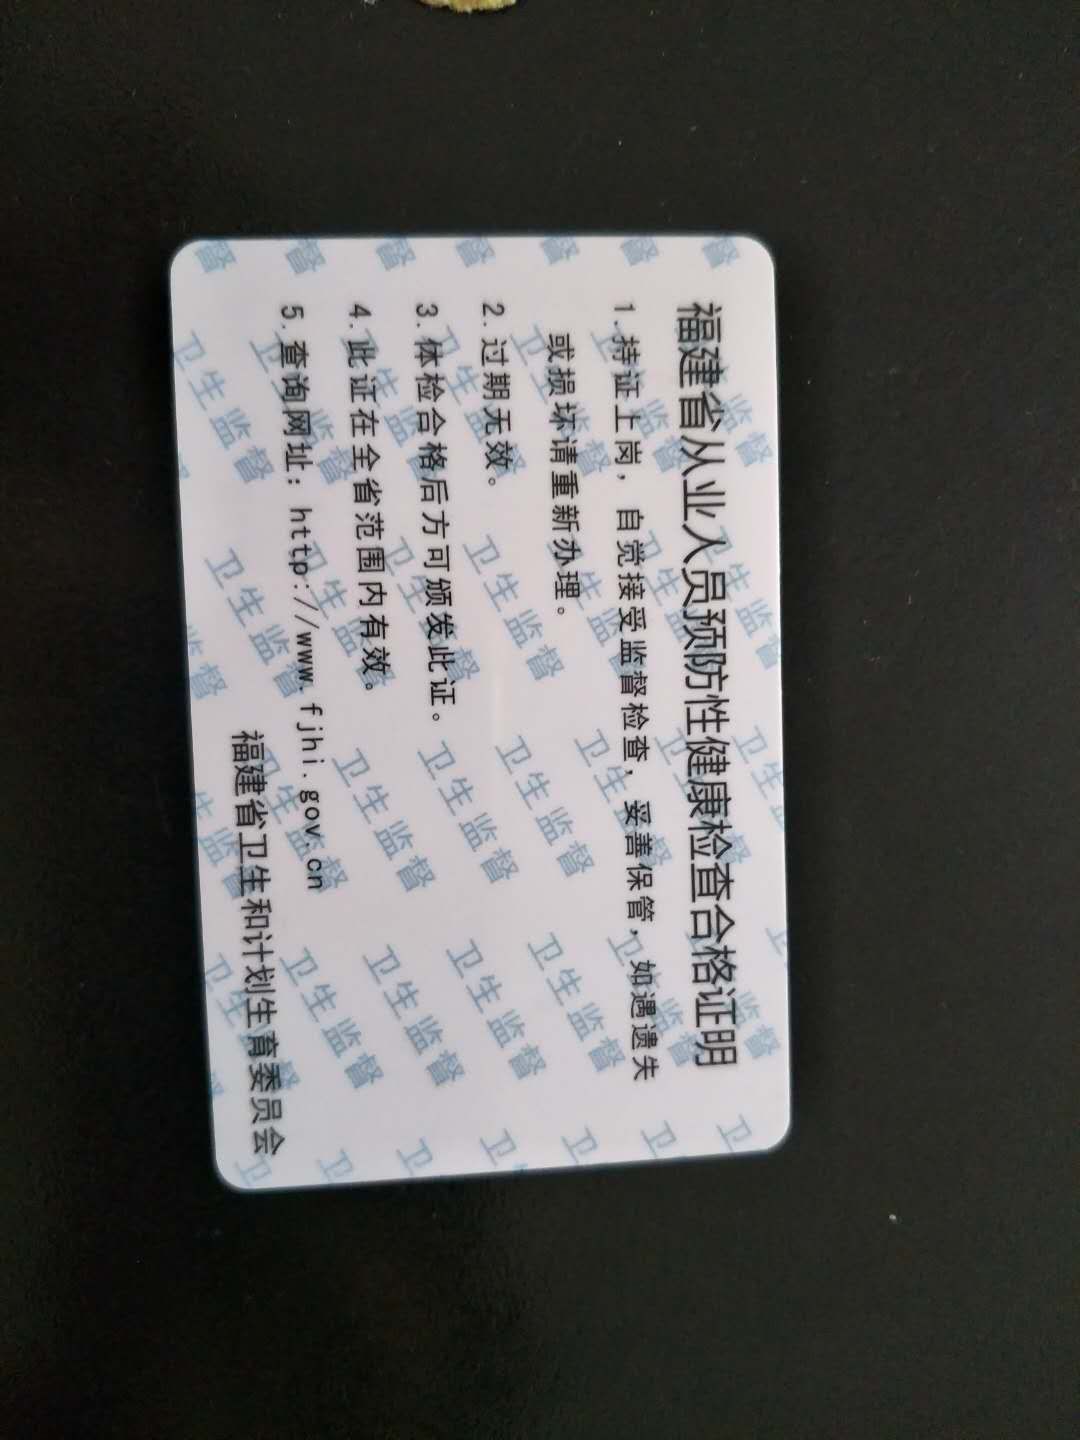 福建省从业人员预防性健康检查合格证明
1.持证上岗，自觉接受监督检查，妥善保管，如遇遗失
或损坏请重新办理。
2.过期无效。
3.体检合格后方可颁发此证。
4.此证在全省范围内有效。
5.查询网址：http://www.fjhi.gov.cn
福建省卫生和计划生育委员会
卫生监督